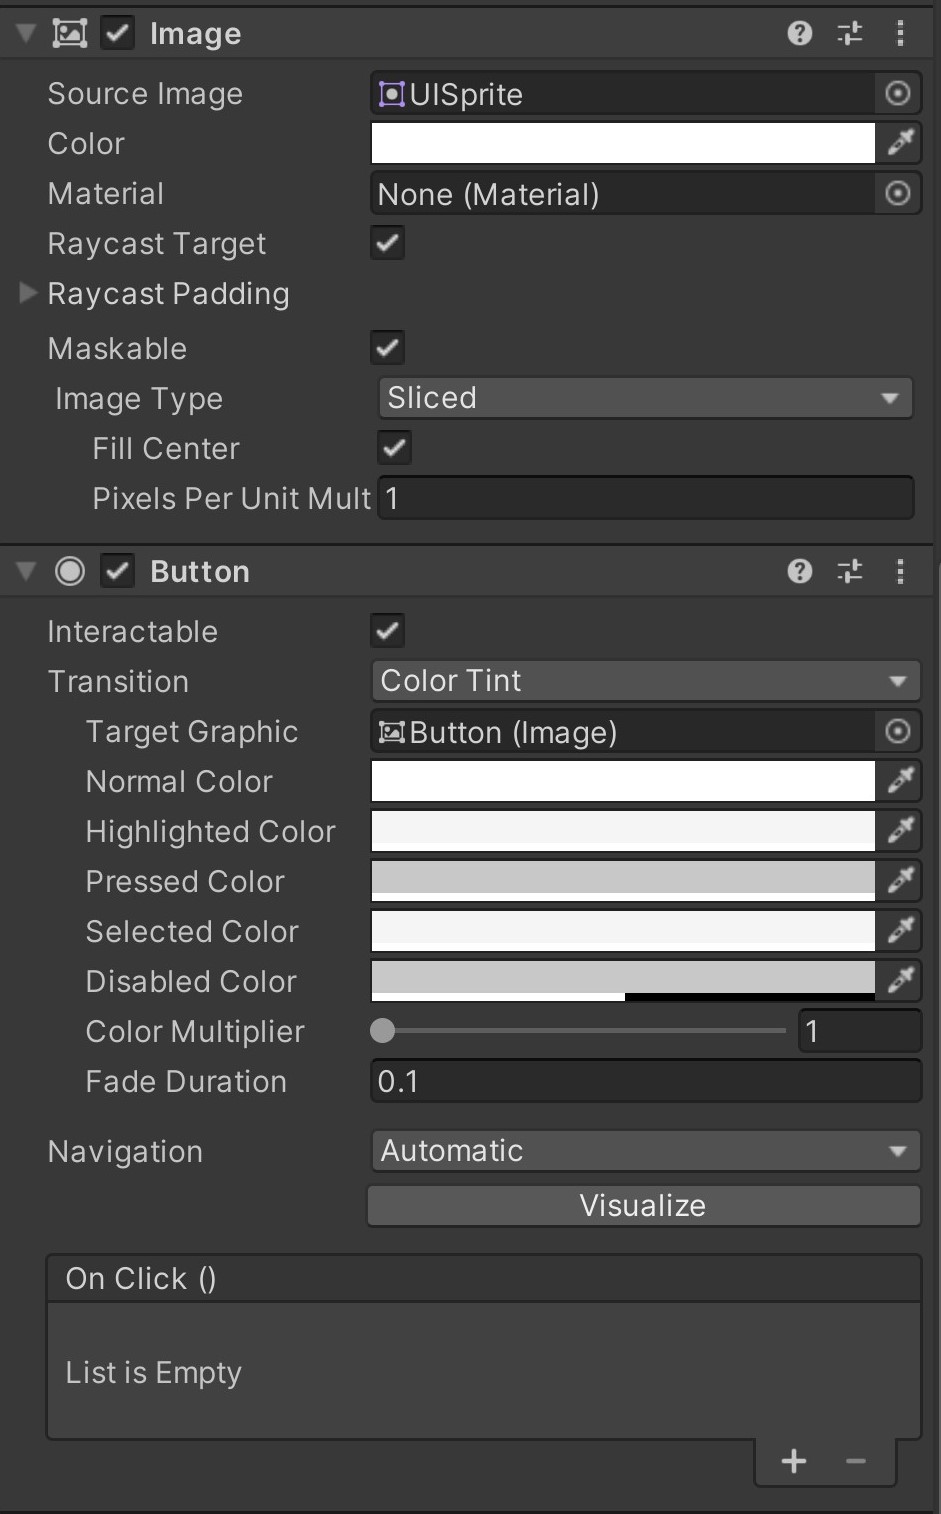 Image
Source Image UISprite
Color
Material None (Material)
Raycast Target
Raycast Padding
Maskable
Image Type Sliced
Fill Center
Pixels Per Unit Mult 1
Button
Interactable
Transition Color Tint
Target Graphic Button (Image)
Normal Color
Highlighted Color
Pressed Color
Selected Color
Disabled Color
Color Multiplier 1
Fade Duration 0.1
Navigation Automatic
Visualize
On Click ()
List is Empty